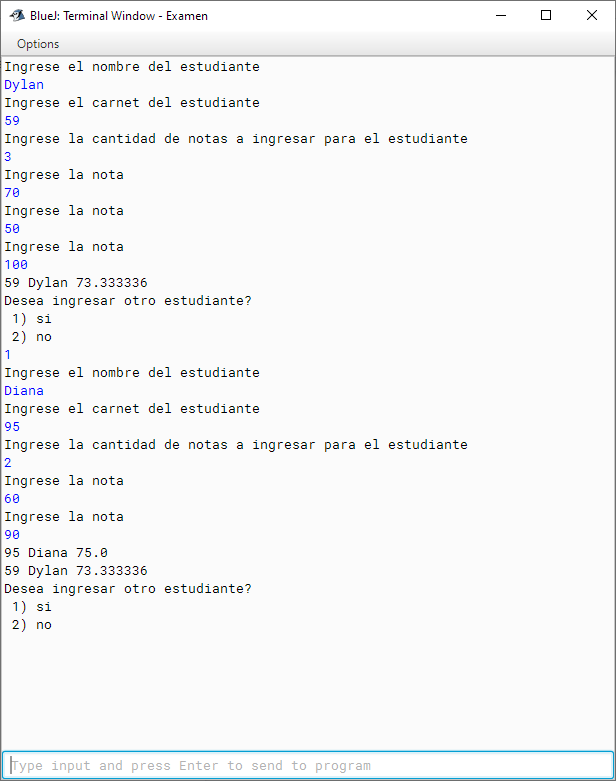 BlueJ: Terminal Window - Examen
Options
Ingrese el nombre del estudiante
Dylan
Ingrese el carnet del estudiante
59
Ingrese la cantidad de notas a ingresar para el estudiante
3
Ingrese la nota
70
Ingrese la nota
50
Ingrese la nota
100
59 Dylan 73.333336
Desea ingresar otro estudiante?
1) si
2) no
1
Ingrese el nombre del estudiante
Diana
Ingrese el carnet del estudiante
95
Ingrese la cantidad de notas a ingresar para el estudiante
2
Ingrese la nota
60
Ingrese la nota
90
95 Diana 75.0
59 Dylan 73.333336
Desea ingresar otro estudiante?
1) si
2) no
Type input and press Enter to send to program